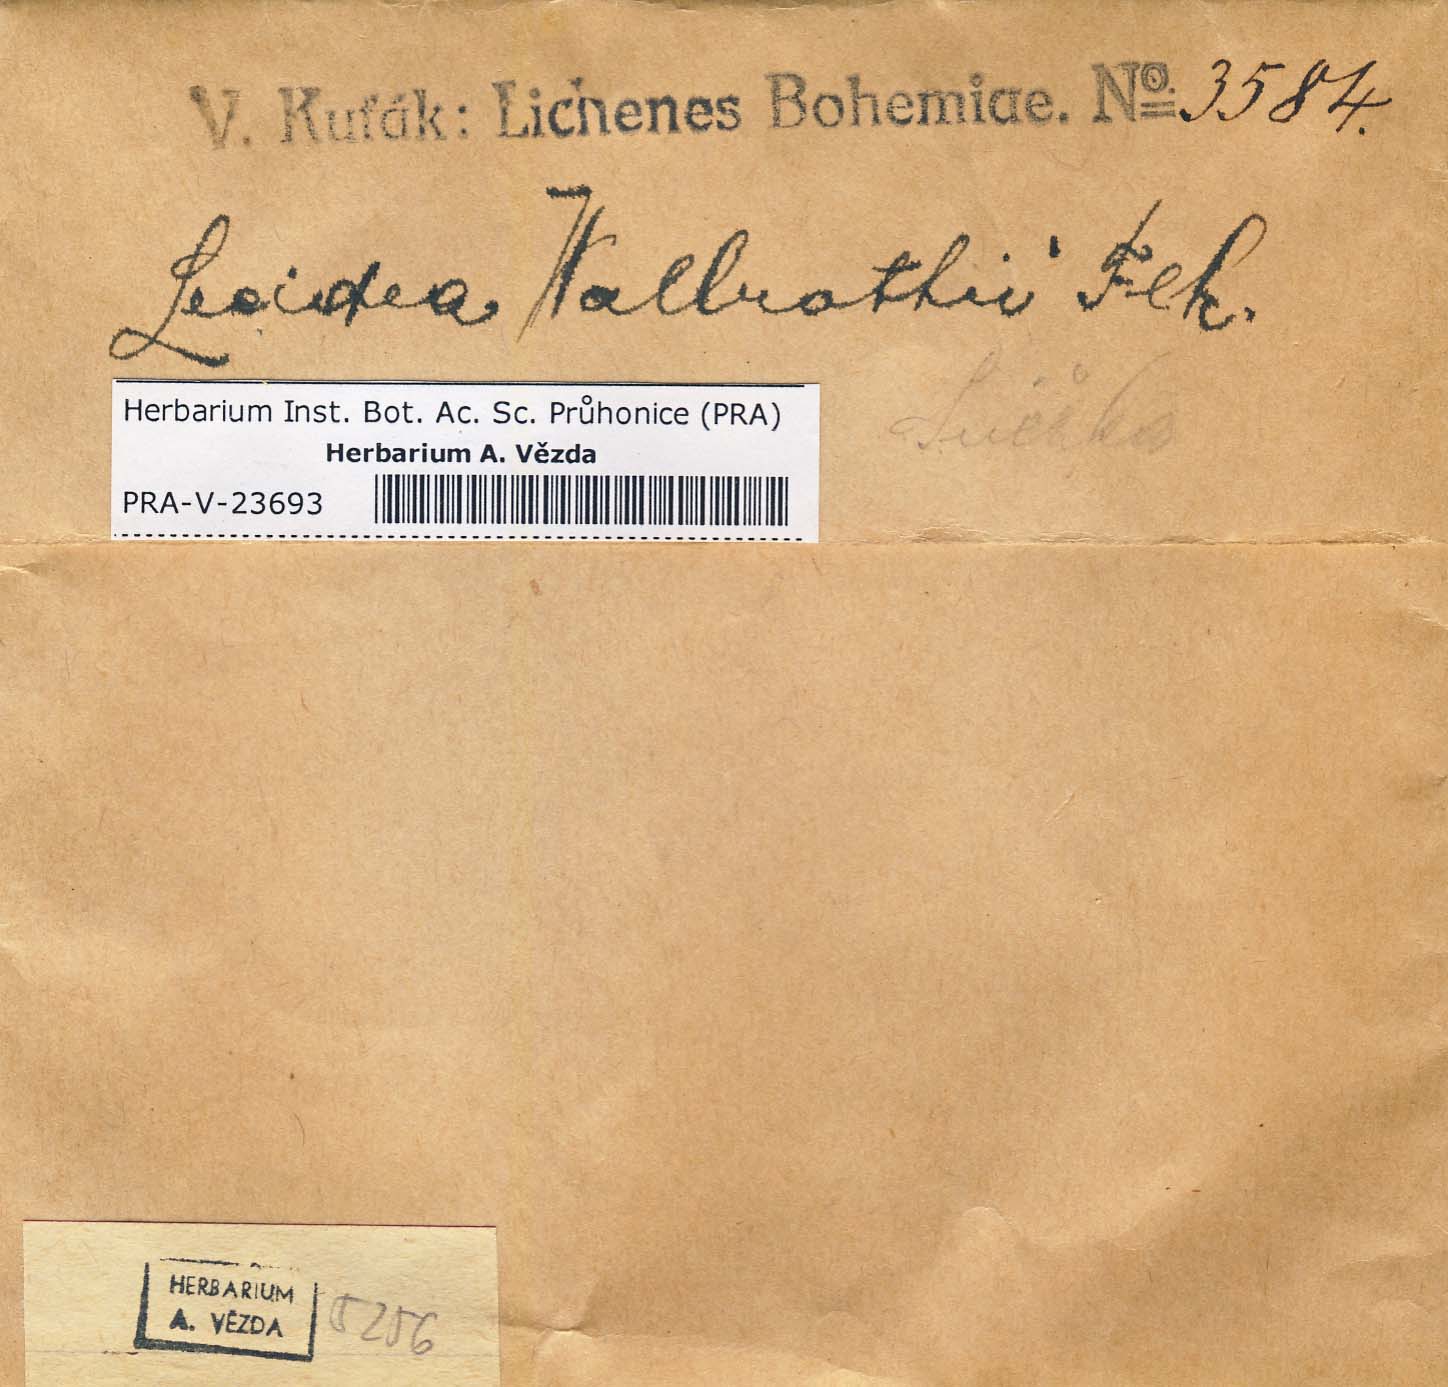 V. Kuťák: Lichenes Bohemiae. No. 3584.
Lecidea Wallrothii Flk.
Herbarium Inst. Bot. Ac. Sc. Průhonice (PRA)
Herbarium A. Vězda
PRA-V-23693
HERBARIUM
A. VĚZDA
5256